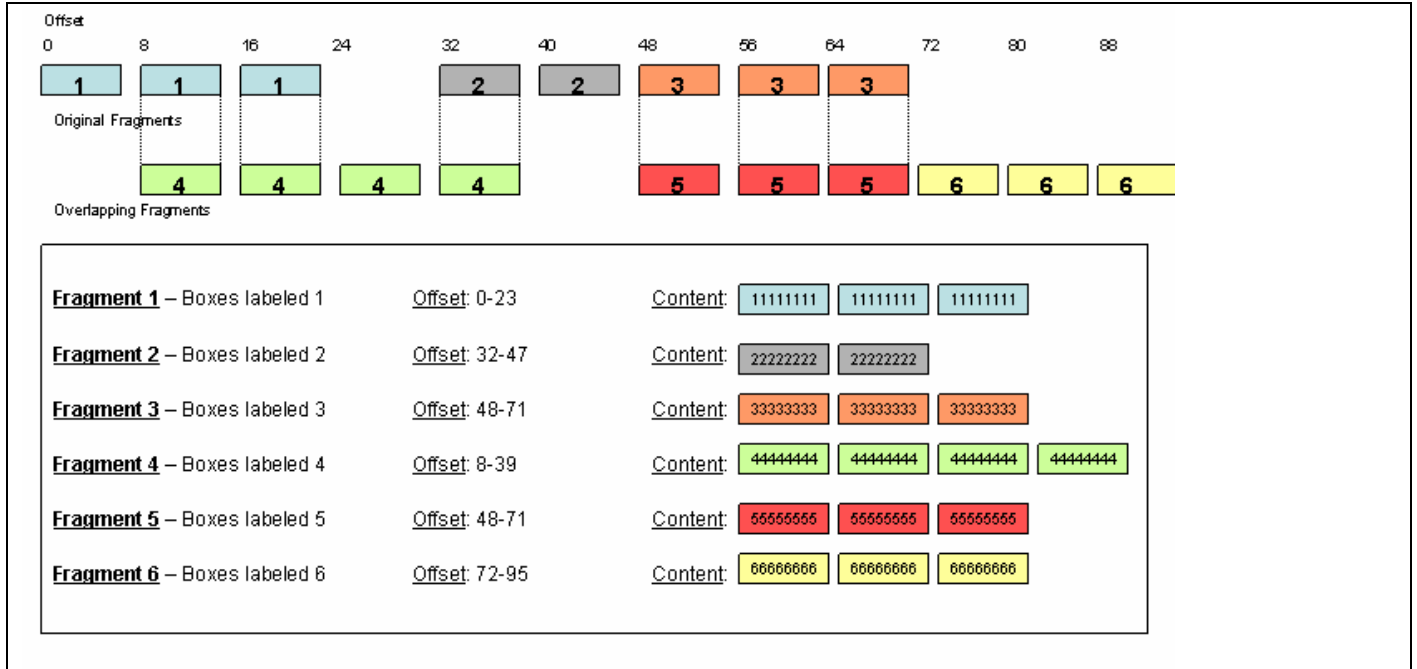 Offset
0 8 16 24 32 40 48 56 64 72 80 88
1 1 1 2 2 3 3 3
Original Fragments
4 4 4 4 5 5 5 6 6 6
Overlapping Fragments
Fragment 1 – Boxes labeled 1 Offset: 0-23 Content: 11111111 11111111 11111111
Fragment 2 – Boxes labeled 2 Offset: 32-47 Content: 22222222 22222222
Fragment 3 – Boxes labeled 3 Offset: 48-71 Content: 33333333 33333333 33333333
Fragment 4 – Boxes labeled 4 Offset: 8-39 Content: 44444444 44444444 44444444 44444444
Fragment 5 – Boxes labeled 5 Offset: 48-71 Content: 55555555 55555555 55555555
Fragment 6 – Boxes labeled 6 Offset: 72-95 Content: 66666666 66666666 66666666